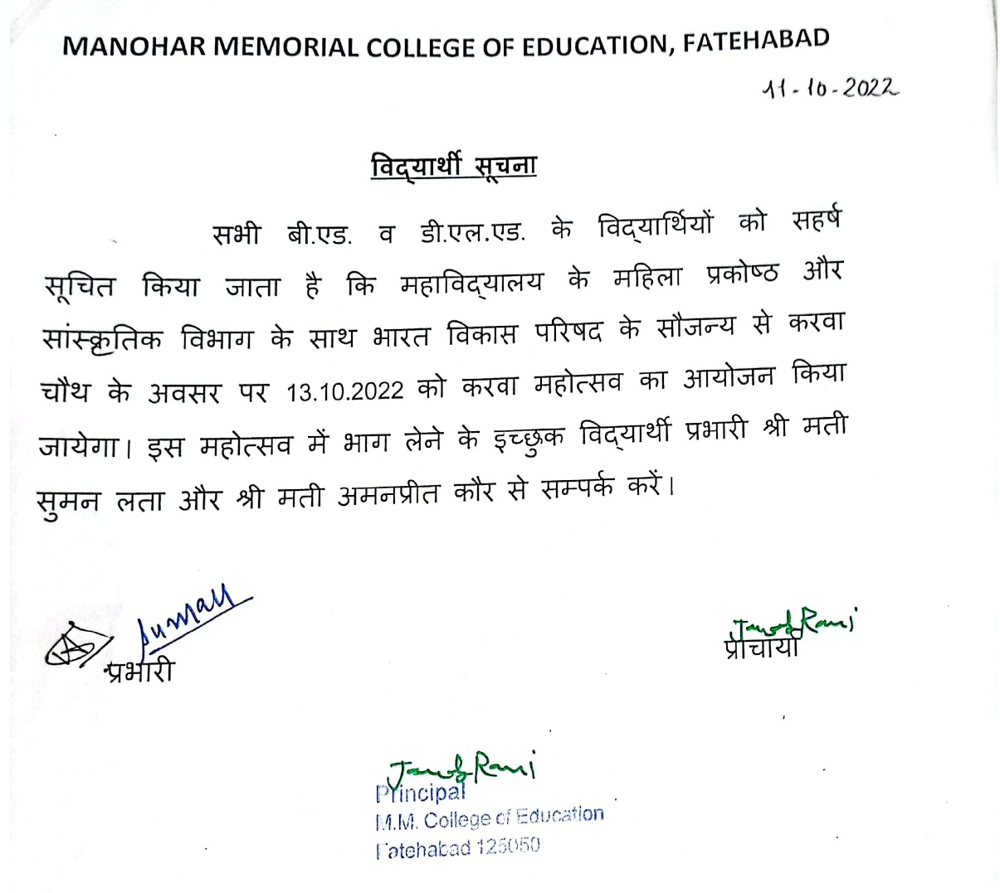 MANOHAR MEMORIAL COLLEGE OF EDUCATION, FATEHABAD
11-10-2022
विद्यार्थी सूचना
सभी बी.एड. व डी.एल.एड. के विद्यार्थियों को सहर्ष
सूचित किया जाता है कि महाविद्यालय के महिला प्रकोष्ठ और
सांस्कृतिक विभाग के साथ भारत विकास परिषद के सौजन्य से करवा
चौथ के अवसर पर 13.10.2022 को करवा महोत्सव का आयोजन किया
जायेगा। इस महोत्सव में भाग लेने के इच्छुक विद्यार्थी प्रभारी श्री मती
सुमन लता और श्री मती अमनप्रीत कौर से सम्पर्क करें।
Suman
प्रभारी
Rani
प्राचार्या
Rani
Principal
M.M. College of Education
Fatehabad 125050